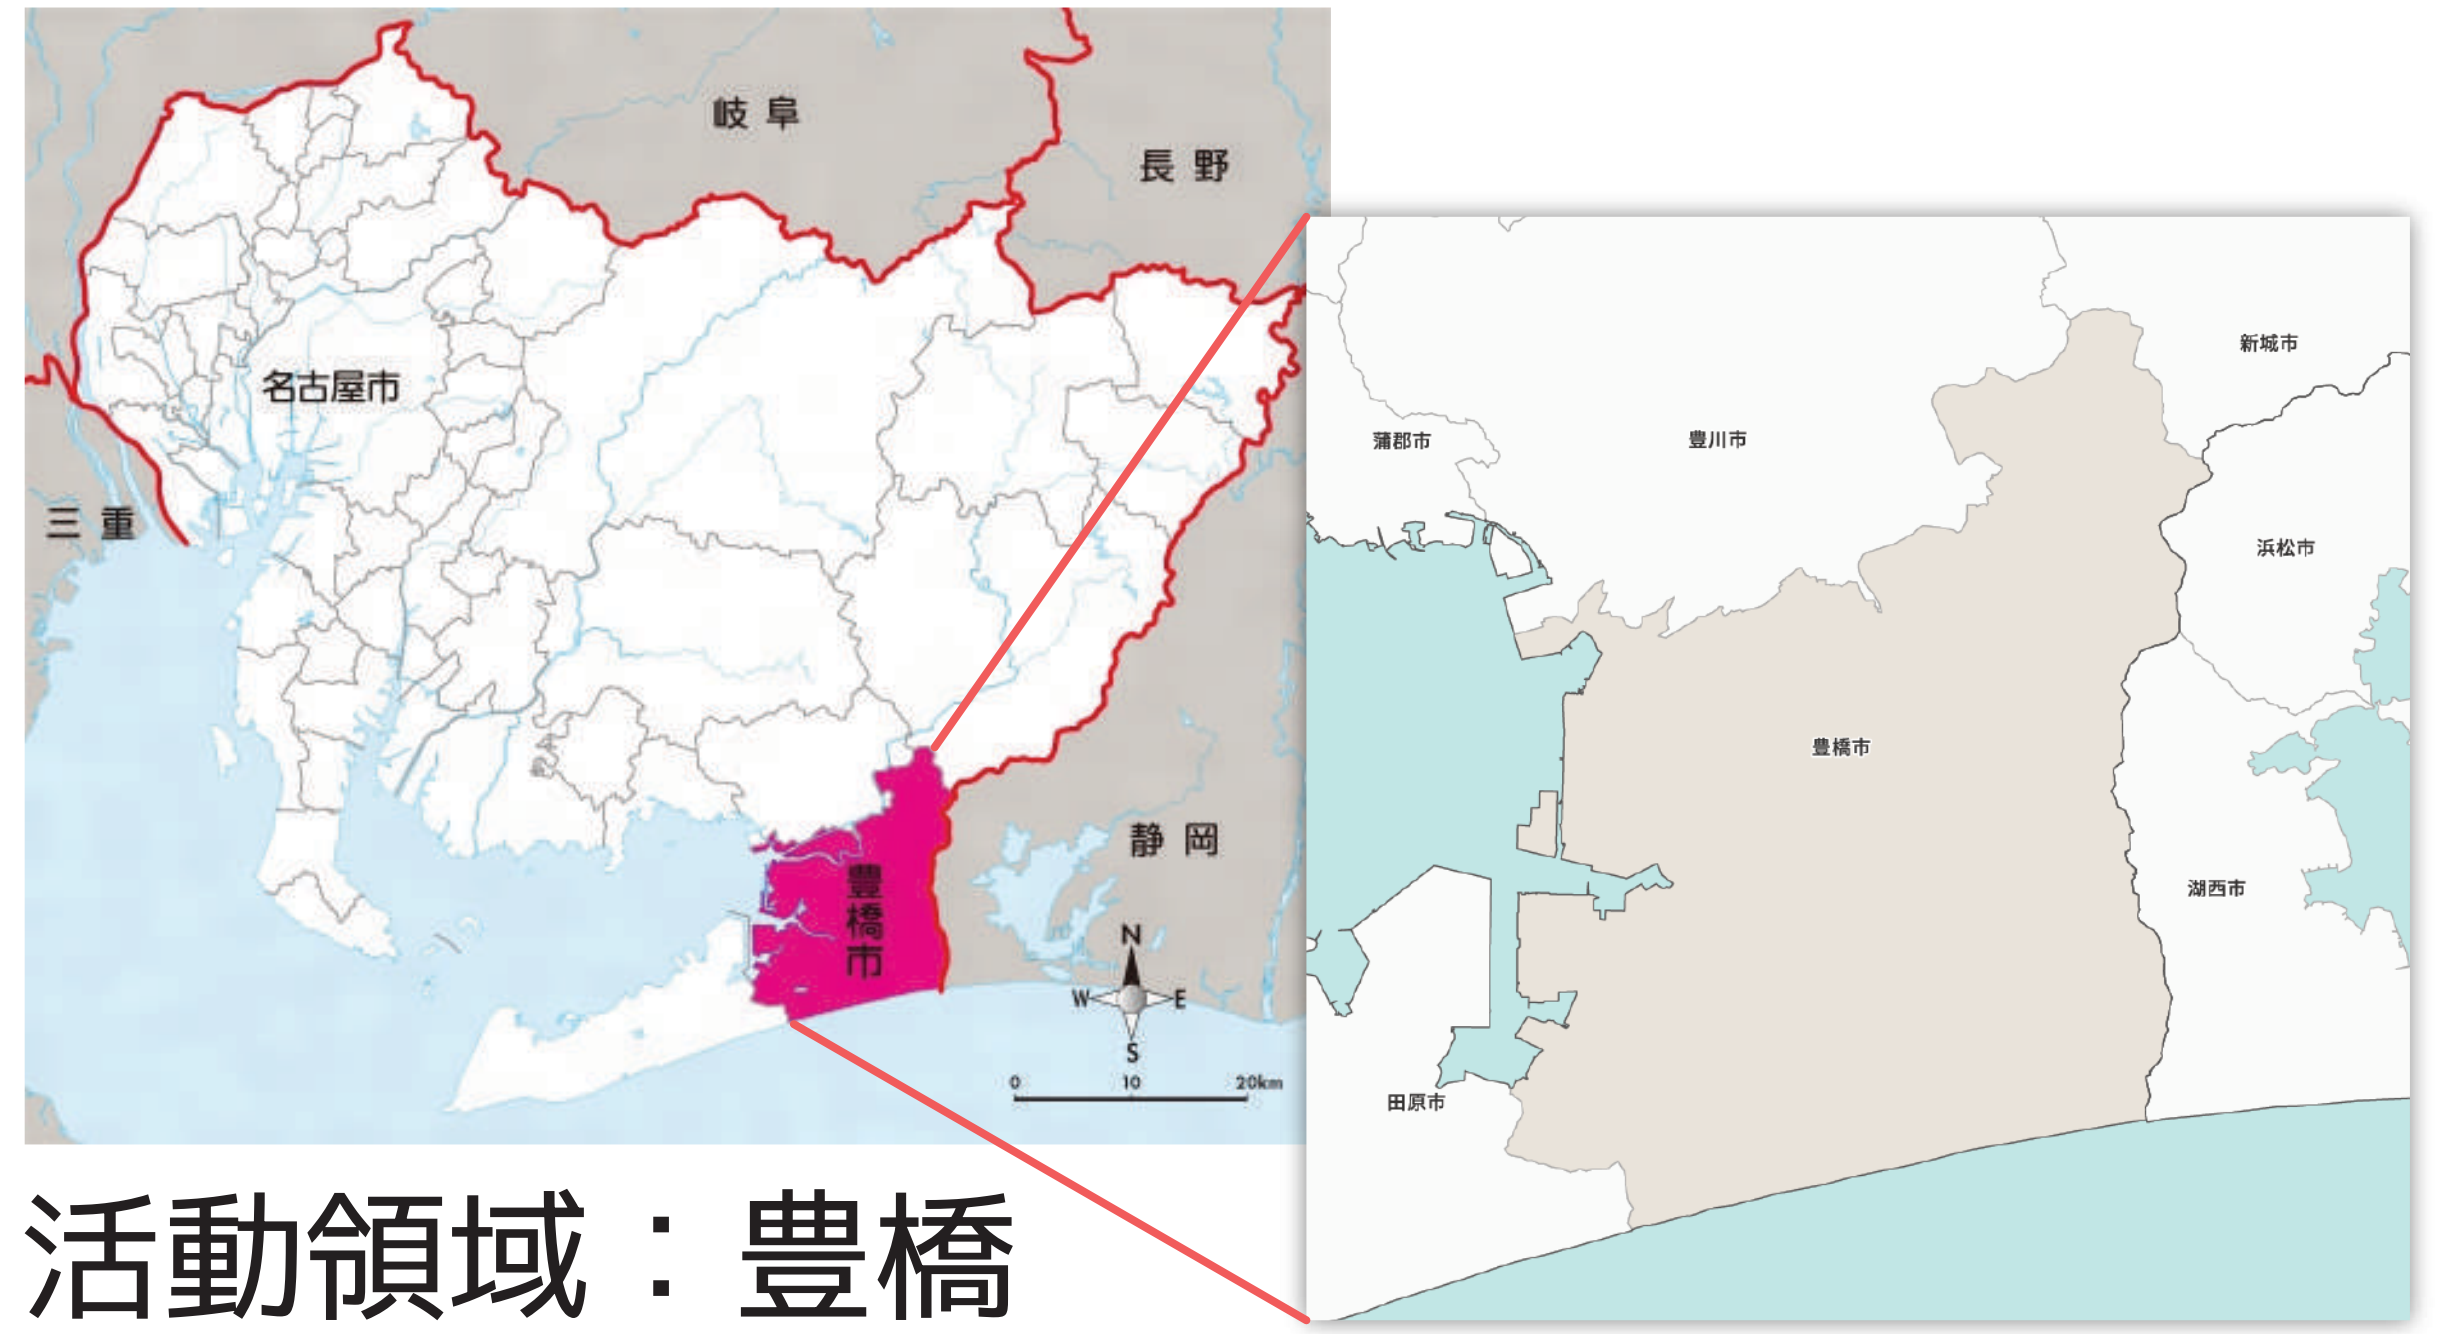 岐阜
長野
名古屋市
三重
静岡
豊橋市
N
W E
S
0 10 20km
新城市
蒲郡市
豊川市
浜松市
豊橋市
湖西市
田原市
活動領域：豊橋